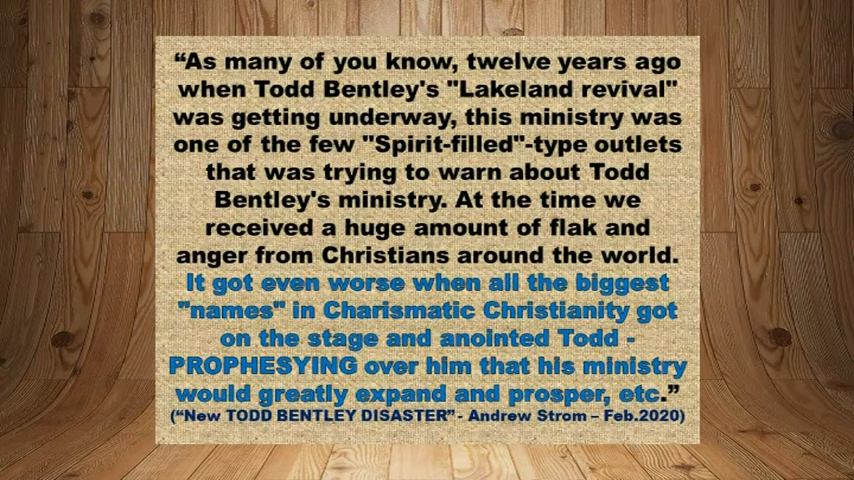 “As many of you know, twelve years ago
when Todd Bentley's "Lakeland revival"
was getting underway, this ministry was
one of the few "Spirit-filled"-type outlets
that was trying to warn about Todd
Bentley's ministry. At the time we
received a huge amount of flak and
anger from Christians around the world.
It got even worse when all the biggest
"names" in Charismatic Christianity got
on the stage and anointed Todd -
PROPHESYING over him that his ministry
would greatly expand and prosper, etc.”
(“New TODD BENTLEY DISASTER” - Andrew Strom – Feb.2020)